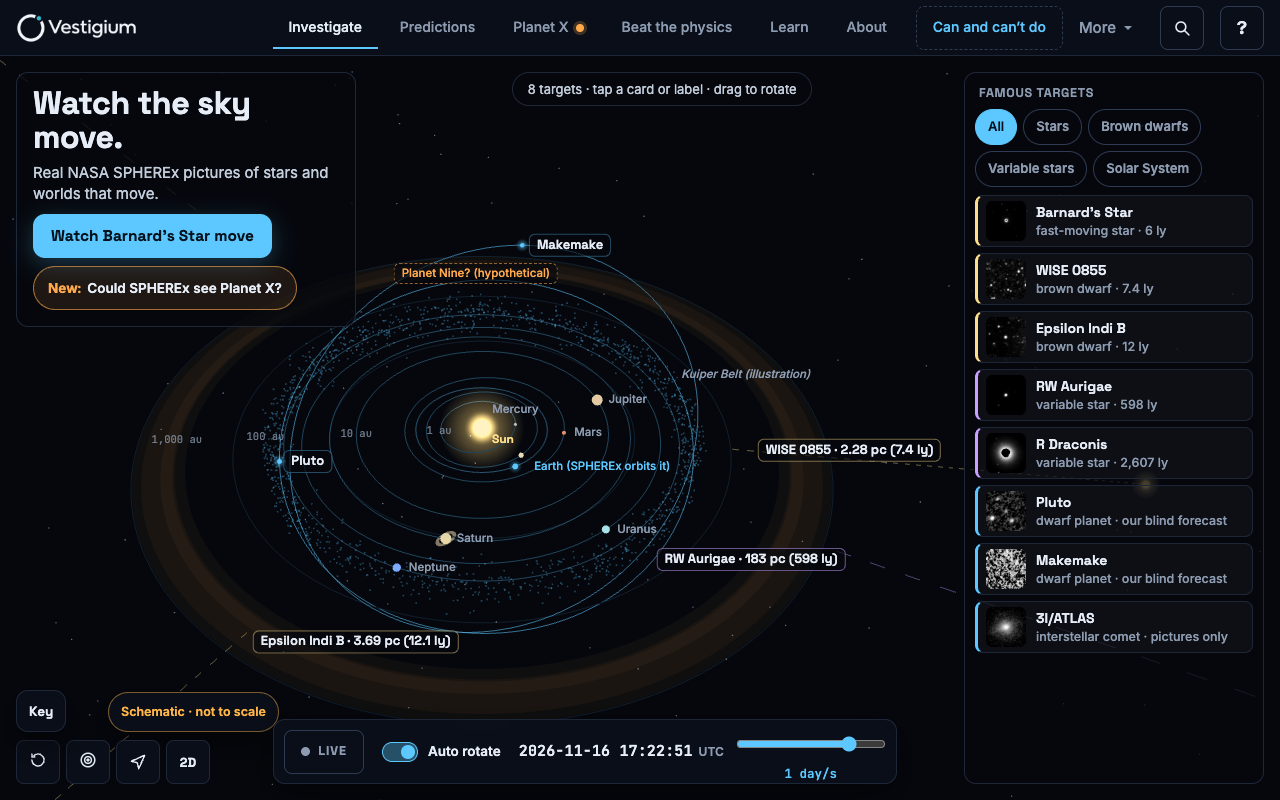 Vestigium
Investigate
Predictions
Planet X
Beat the physics
Learn
About
Can and can't do
More
?
Watch the sky
move.
Real NASA SPHEREx pictures of stars and
worlds that move.
Watch Barnard's Star move
New: Could SPHEREx see Planet X?
8 targets · tap a card or label · drag to rotate
Makemake
Planet Nine? (hypothetical)
Kuiper Belt (illustration)
Mercury
Jupiter
1,000 au
100 au
10 au
1 au
Sun
Mars
Pluto
Earth (SPHEREx orbits it)
WISE 0855 · 2.28 pc (7.4 ly)
Saturn
Uranus
Neptune
RW Aurigae · 183 pc (598 ly)
Epsilon Indi B · 3.69 pc (12.1 ly)
FAMOUS TARGETS
All
Stars
Brown dwarfs
Variable stars
Solar System
Barnard's Star
fast-moving star · 6 ly
WISE 0855
brown dwarf · 7.4 ly
Epsilon Indi B
brown dwarf · 12 ly
RW Aurigae
variable star · 598 ly
R Draconis
variable star · 2,607 ly
Pluto
dwarf planet · our blind forecast
Makemake
dwarf planet · our blind forecast
3I/ATLAS
interstellar comet · pictures only
Key
Schematic · not to scale
2D
LIVE
Auto rotate
2026-11-16 17:22:51 UTC
1 day/s